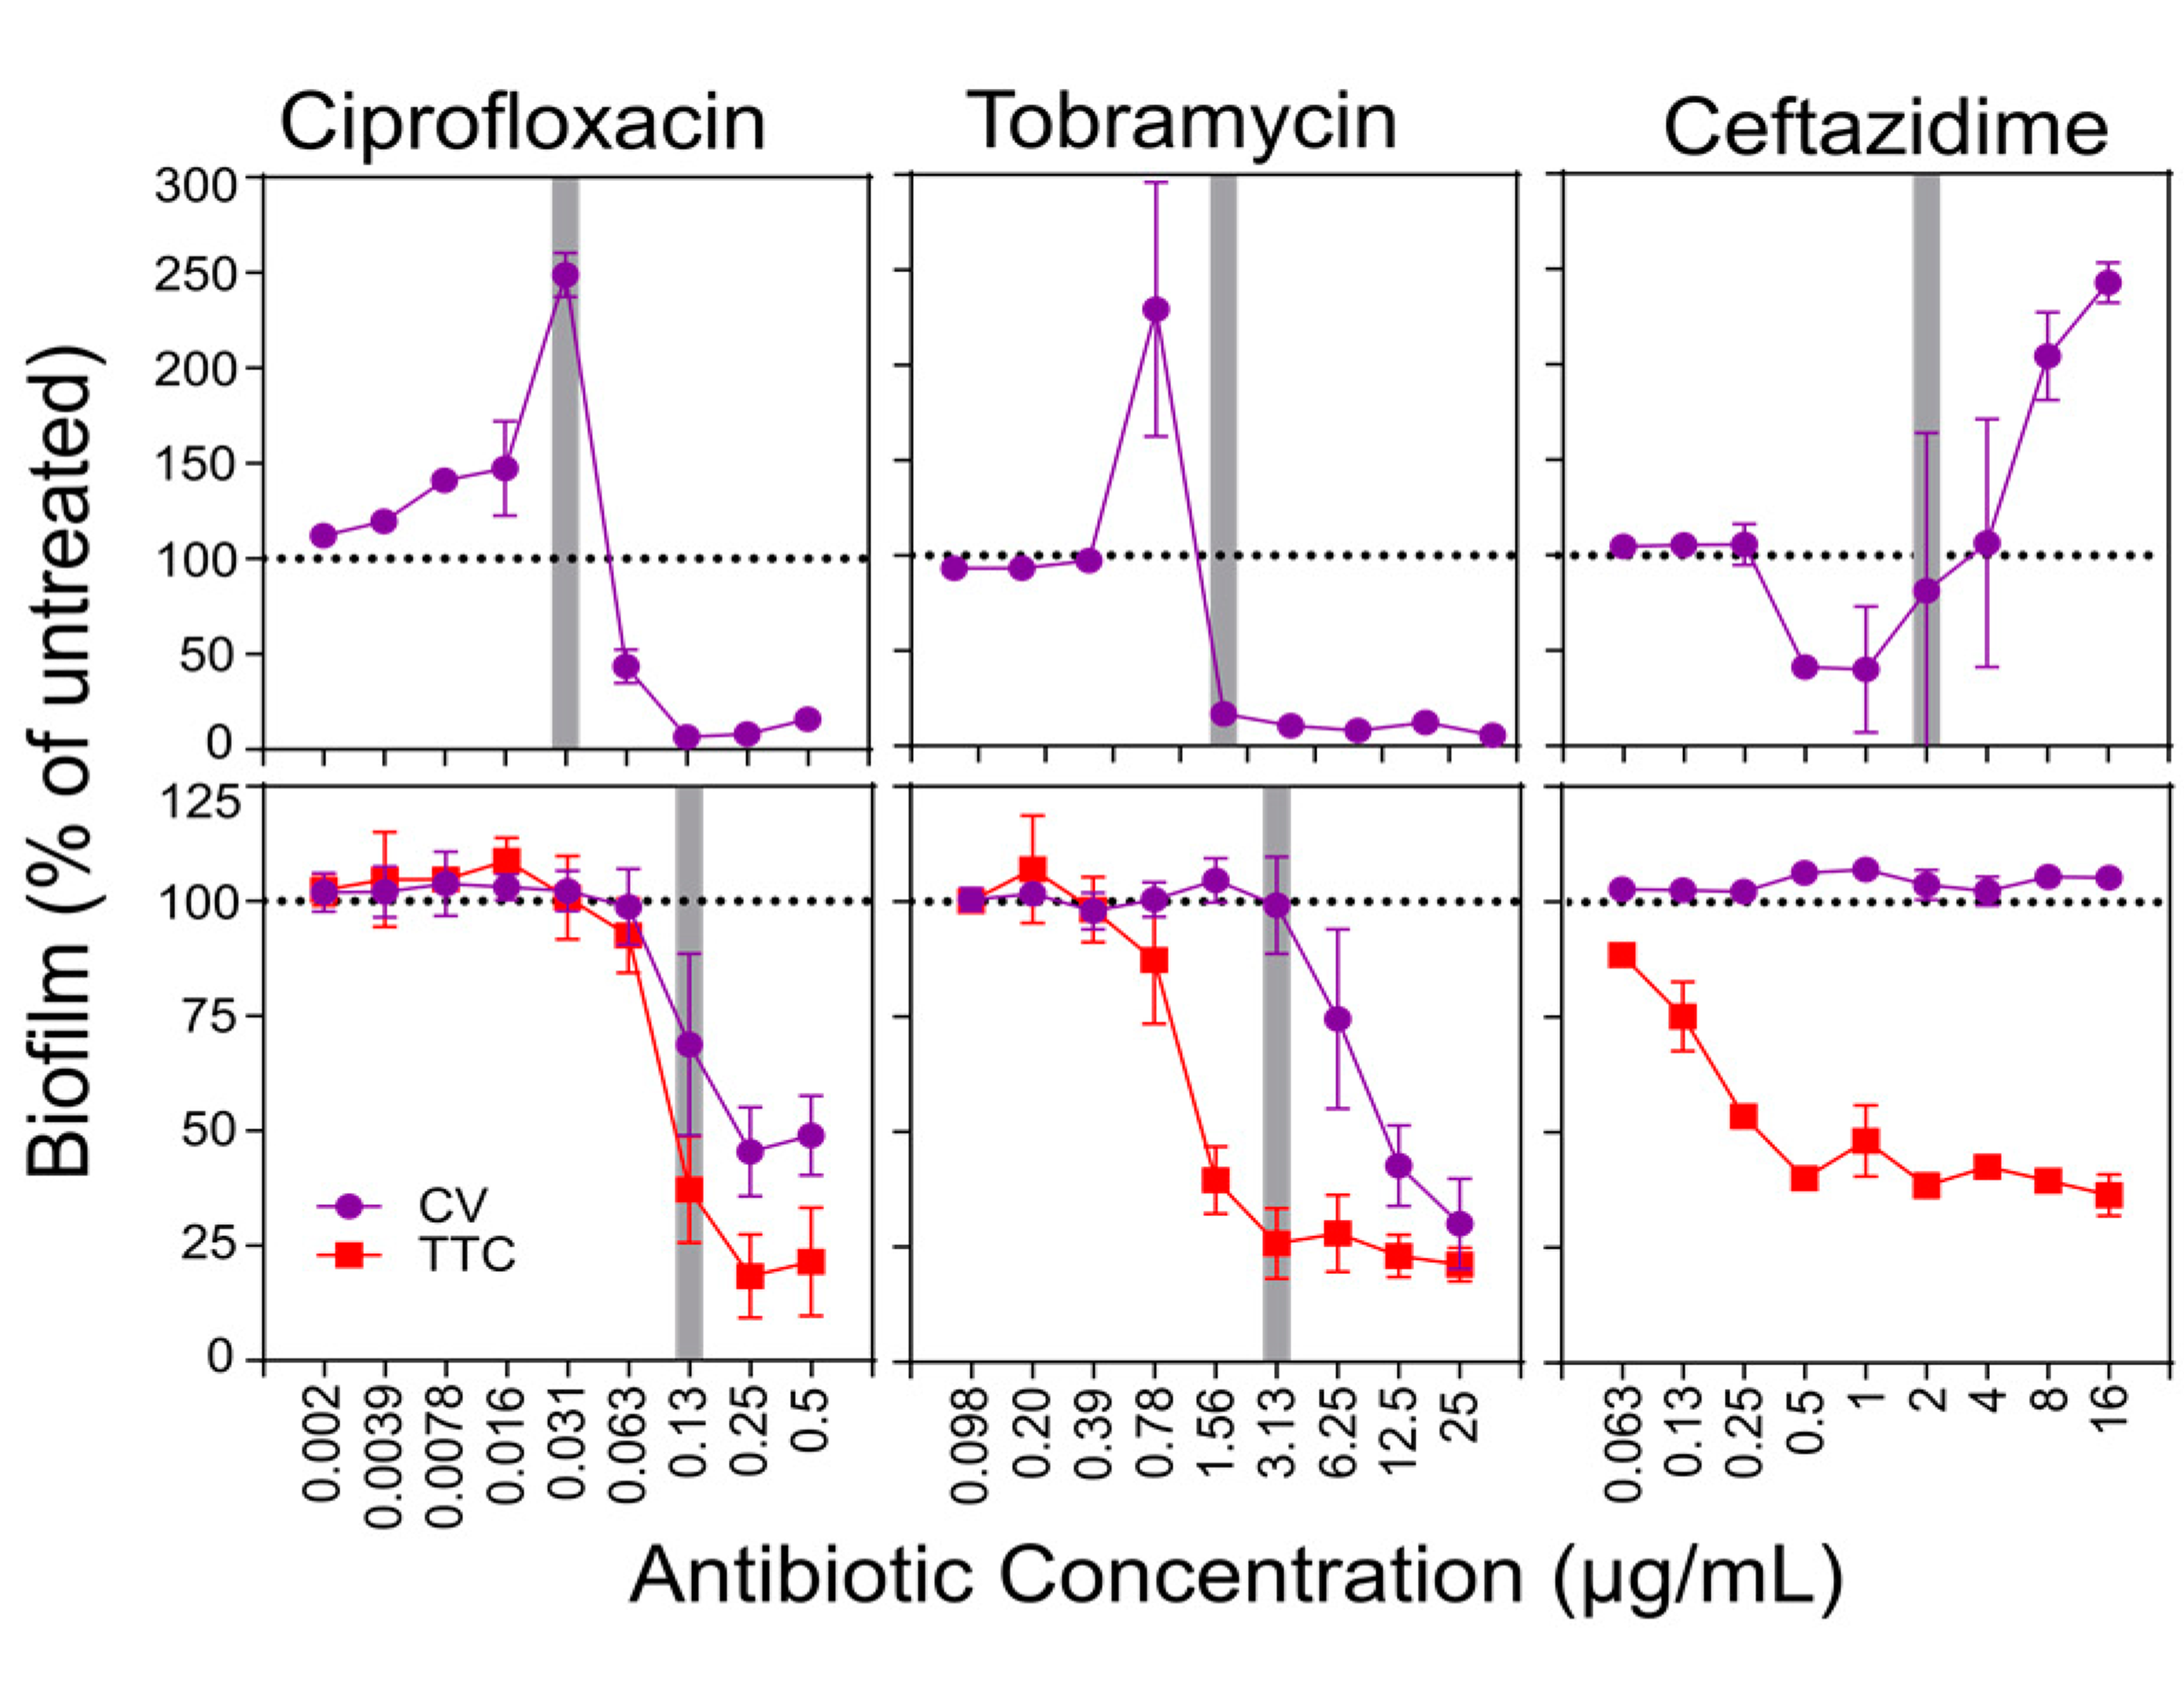 Ciprofloxacin Tobramycin Ceftazidime
300
250
200
150
100
50
0
125
100
75
50
25
0
Biofilm (% of untreated)
CV
TTC
0.002 0.0039 0.0078 0.016 0.031 0.063 0.13 0.25 0.5
0.0098 0.20 0.39 0.78 1.56 3.13 6.25 12.5 25
0.063 0.13 0.25 0.5 1 2 4 8 16
Antibiotic Concentration (µg/mL)